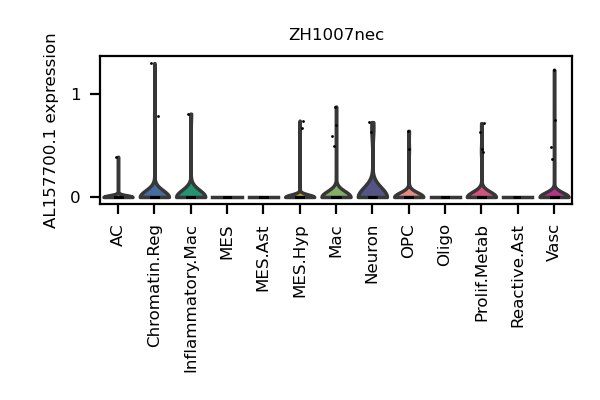 ZH1007nec
AL157700.1 expression
1
0
AC
Chromatin.Reg
Inflammatory.Mac
MES
MES.Ast
MES.Hyp
Mac
Neuron
OPC
Oligo
Prolif.Metab
Reactive.Ast
Vasc